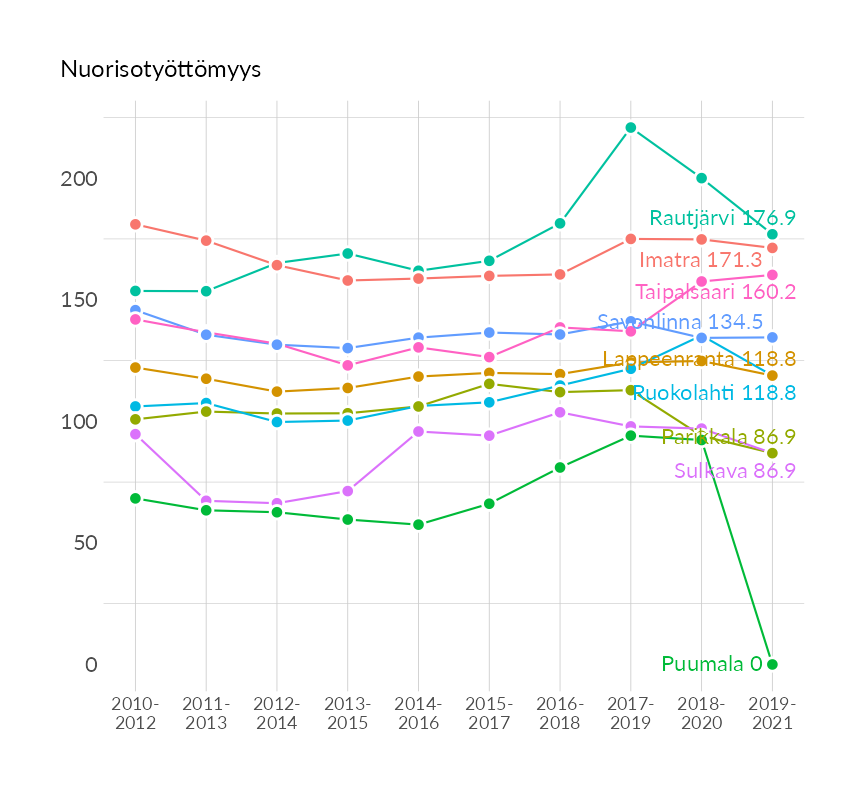 Nuorisotyöttömyys
200
150
100
50
0
Rautjärvi 176.9
Imatra 171.3
Taipalsaari 160.2
Savonlinna 134.5
Lappeenranta 118.8
Ruokolahti 118.8
Parikkala 86.9
Sulkava 86.9
Puumala 0
2010- 2011- 2012- 2013- 2014- 2015- 2016- 2017- 2018- 2019-
2012 2013 2014 2015 2016 2017 2018 2019 2020 2021